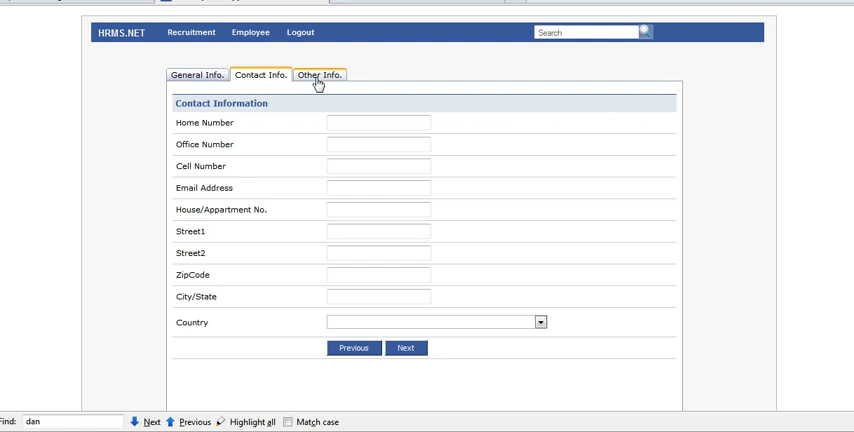 HRMS.NET Recruitment Employee Logout Search
General Info. Contact Info. Other Info.
Contact Information
Home Number
Office Number
Cell Number
Email Address
House/Appartment No.
Street1
Street2
ZipCode
City/State
Country
Previous Next
Find: dan Next Previous Highlight all Match case